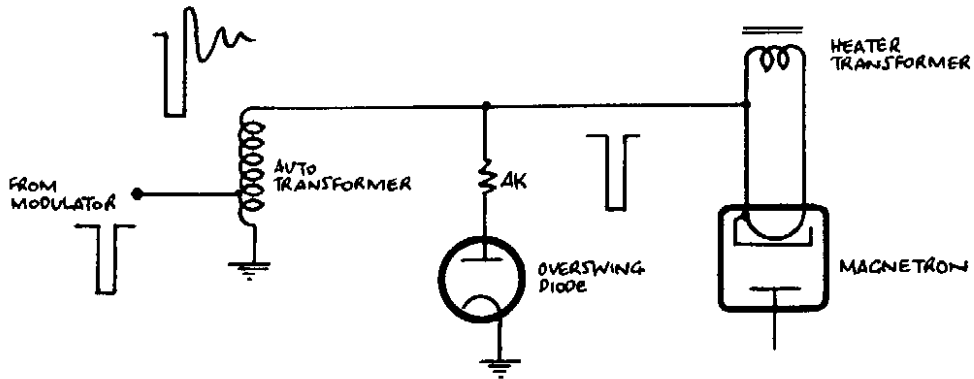 HEATER
TRANSFORMER
AUTO
TRANSFORMER
FROM
MODULATOR
4K
OVERSWING
DIODE
MAGNETRON